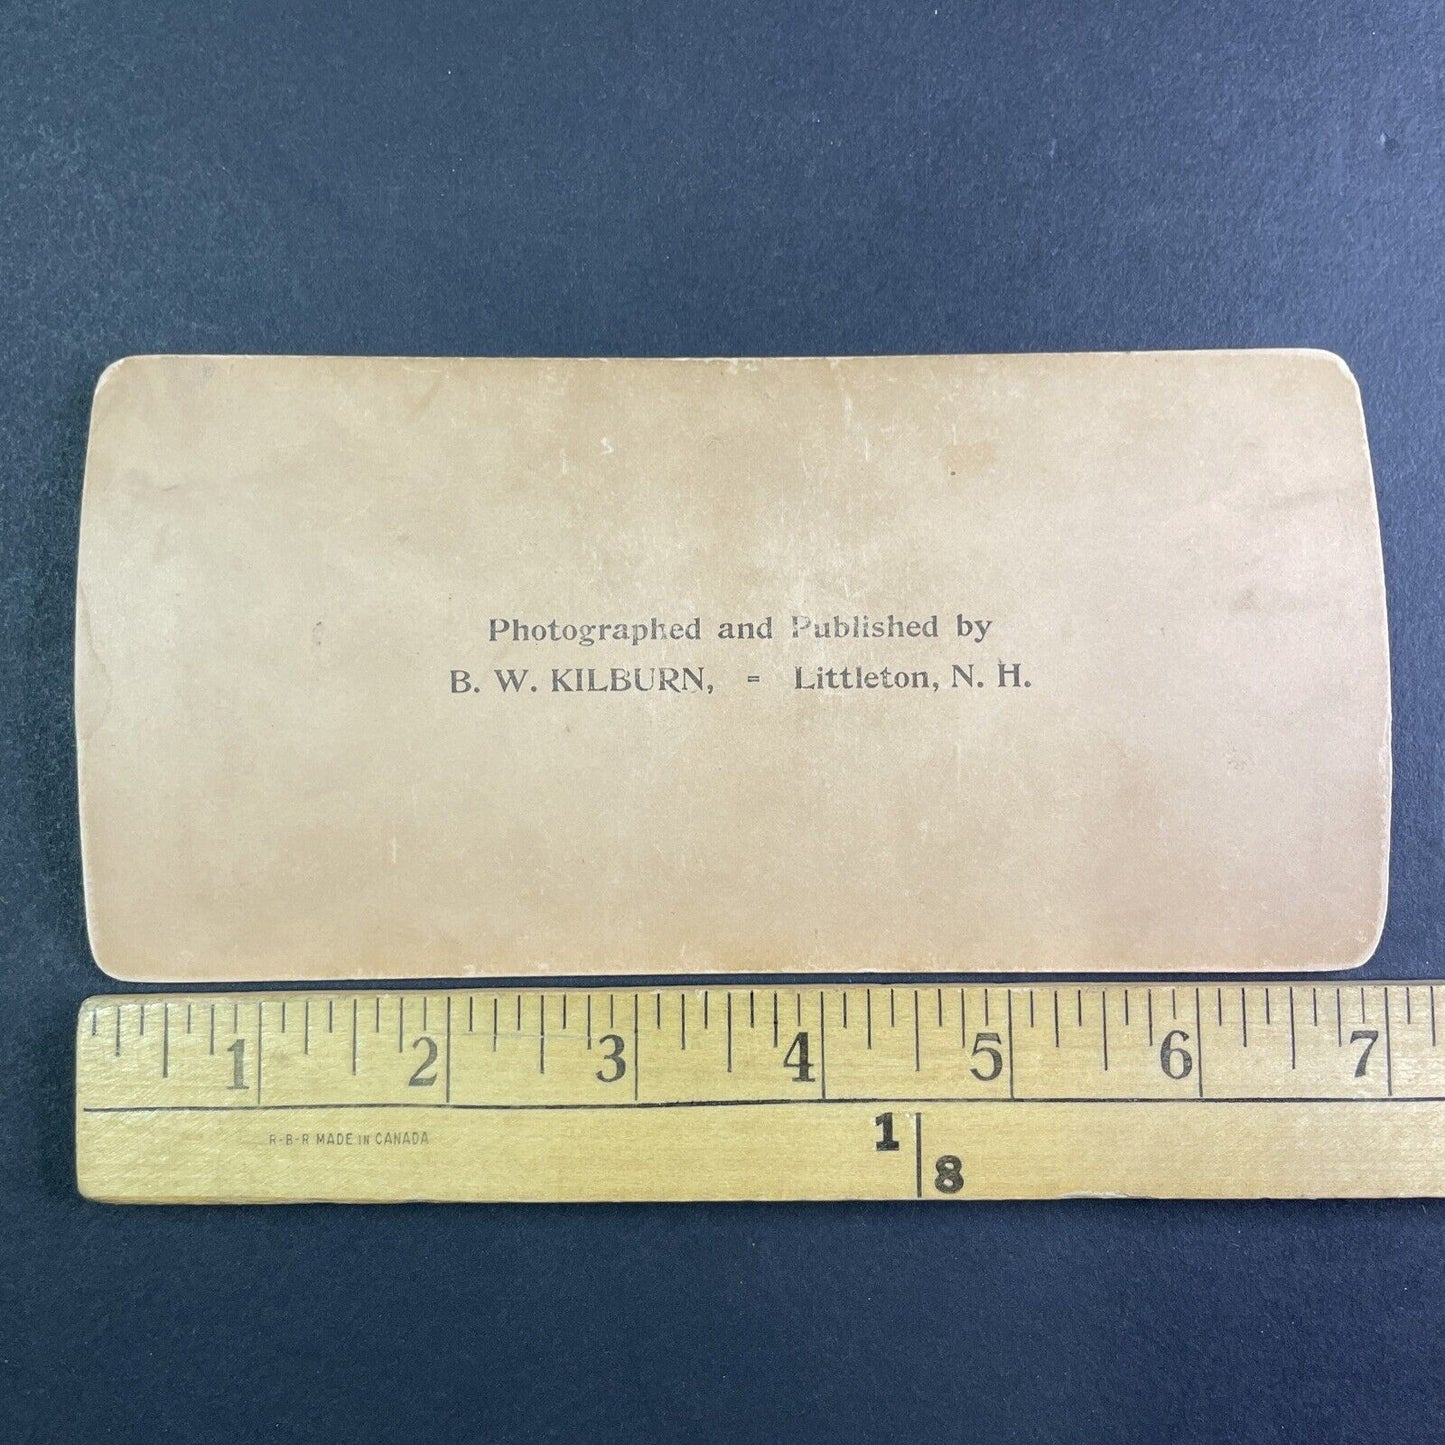 Photographed and Published by
B. W. KILBURN, = Littleton, N. H.
1 2 3 4 5 6 7
R-B-R MADE IN CANADA
1
8